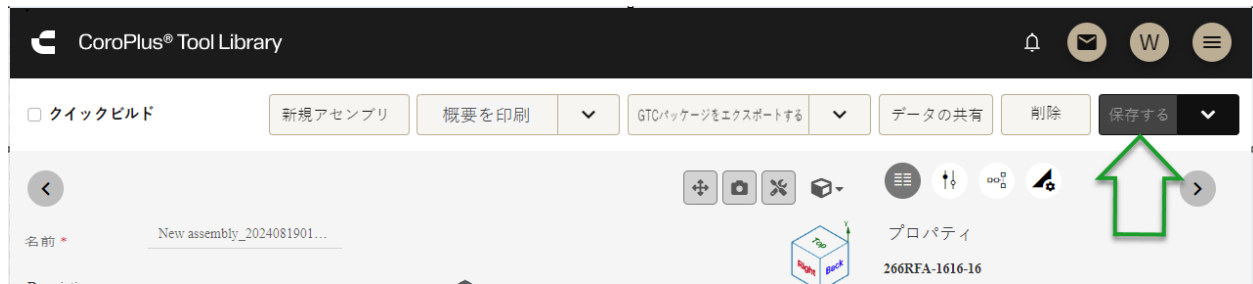 CoroPlus® Tool Library
W
クイックビルド
新規アセンブリ
概要を印刷
GTCパッケージをエクスポートする
データの共有
削除
保存する
名前 *
New assembly_2024081901...
Y
Top
Right
Back
プロパティ
266RFA-1616-16